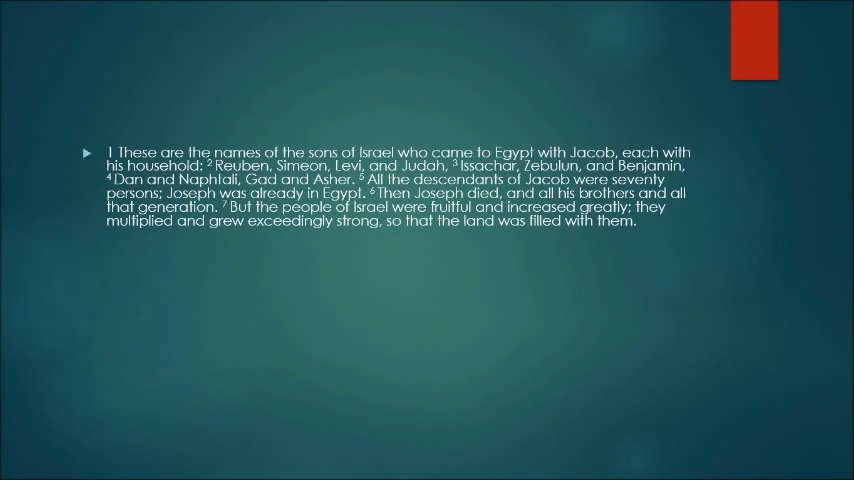 1 These are the names of the sons of Israel who came to Egypt with Jacob, each with
his household: 2 Reuben, Simeon, Levi, and Judah, 3 Issachar, Zebulun, and Benjamin,
4 Dan and Naphtali, Gad and Asher. 5 All the descendants of Jacob were seventy
persons; Joseph was already in Egypt. 6 Then Joseph died, and all his brothers and all
that generation. 7 But the people of Israel were fruitful and increased greatly; they
multiplied and grew exceedingly strong, so that the land was filled with them.